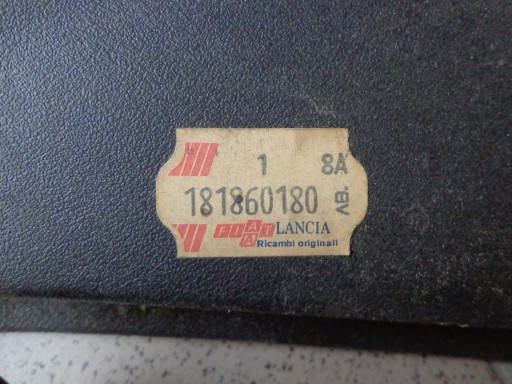 1 8A
181860180 AB.
FIAT LANCIA
Ricambi originali